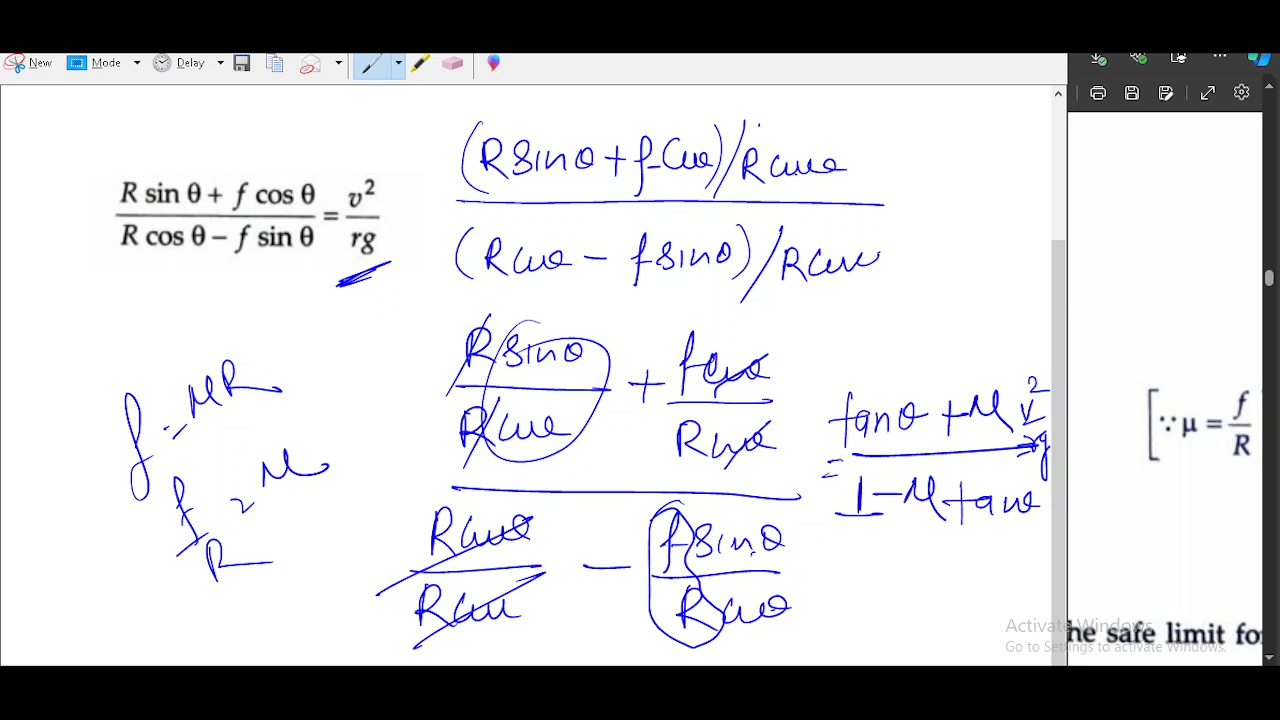 New Mode Delay
(R sin θ + f cos θ)/R cos θ
R sin θ + f cos θ / R cos θ − f sin θ = v² / rg
(R cos θ − f sin θ)/R cos θ
R sin θ / R cos θ + f cos θ / R cos θ
f = μR
f / R = μ
= tan θ + μ / 1 − μ tan θ
v² / rg
R cos θ / R cos θ − f sin θ / R cos θ
[∵ μ = f / R
he safe limit fo
Activate Windows
Go to Settings to activate Windows.